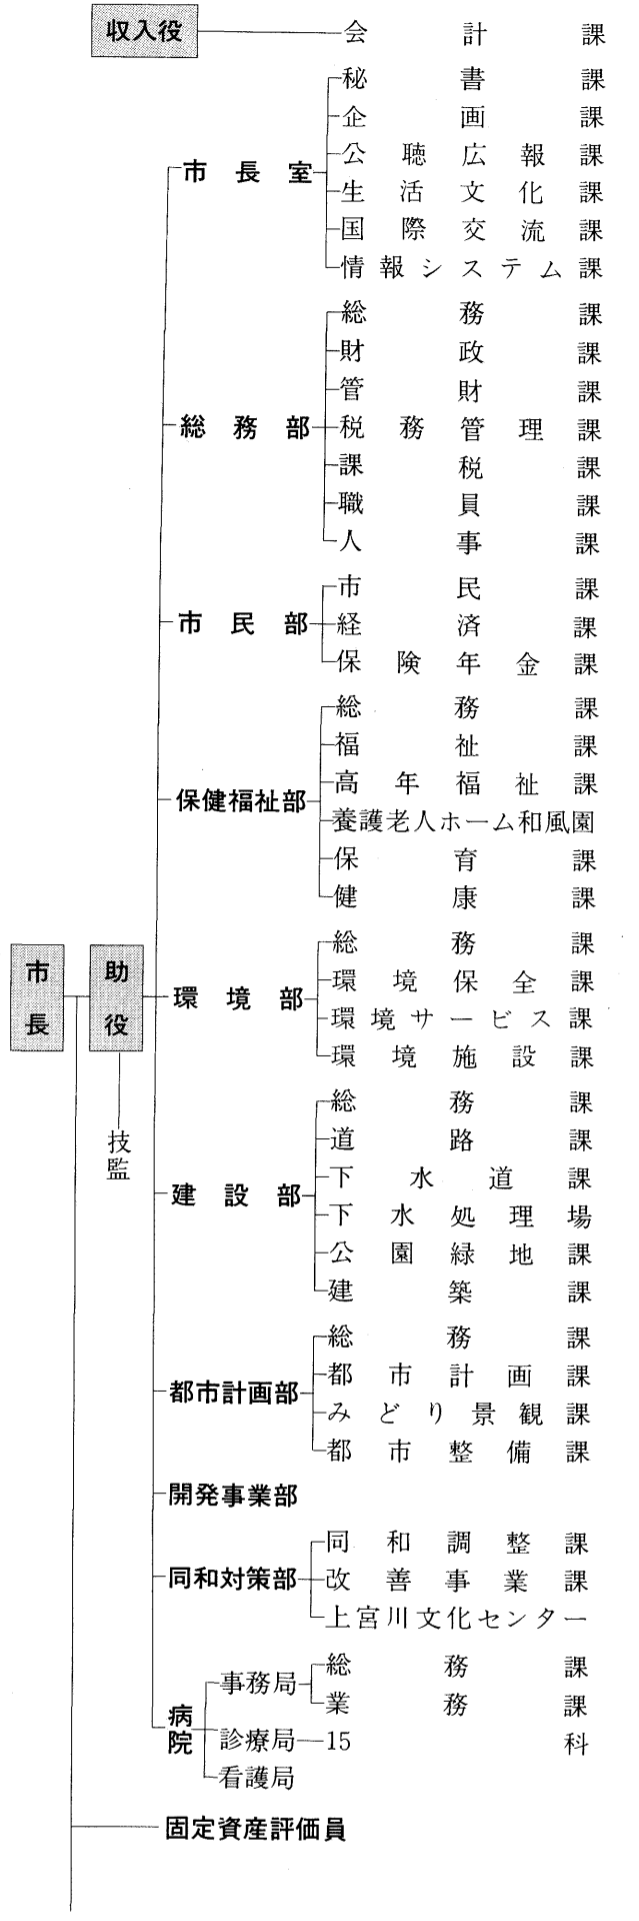 収入役
会計課
市長室
秘書課
企画課
公聴広報課
生活文化課
国際交流課
情報システム課
総務部
総務課
財政課
管財課
税務管理課
課税課
職員課
人事課
市民部
市民課
経済課
保険年金課
保健福祉部
総務課
福祉課
高年福祉課
養護老人ホーム和風園
保育課
健康課
市長
助役
技監
環境部
総務課
環境保全課
環境サービス課
環境施設課
建設部
総務課
道路課
下水道課
下水処理場
公園緑地課
建築課
都市計画部
総務課
都市計画課
みどり景観課
都市整備課
開発事業部
同和対策部
同和調整課
改善事業課
上宮川文化センター
病院
事務局
総務課
業務課
診療局
15科
看護局
固定資産評価員